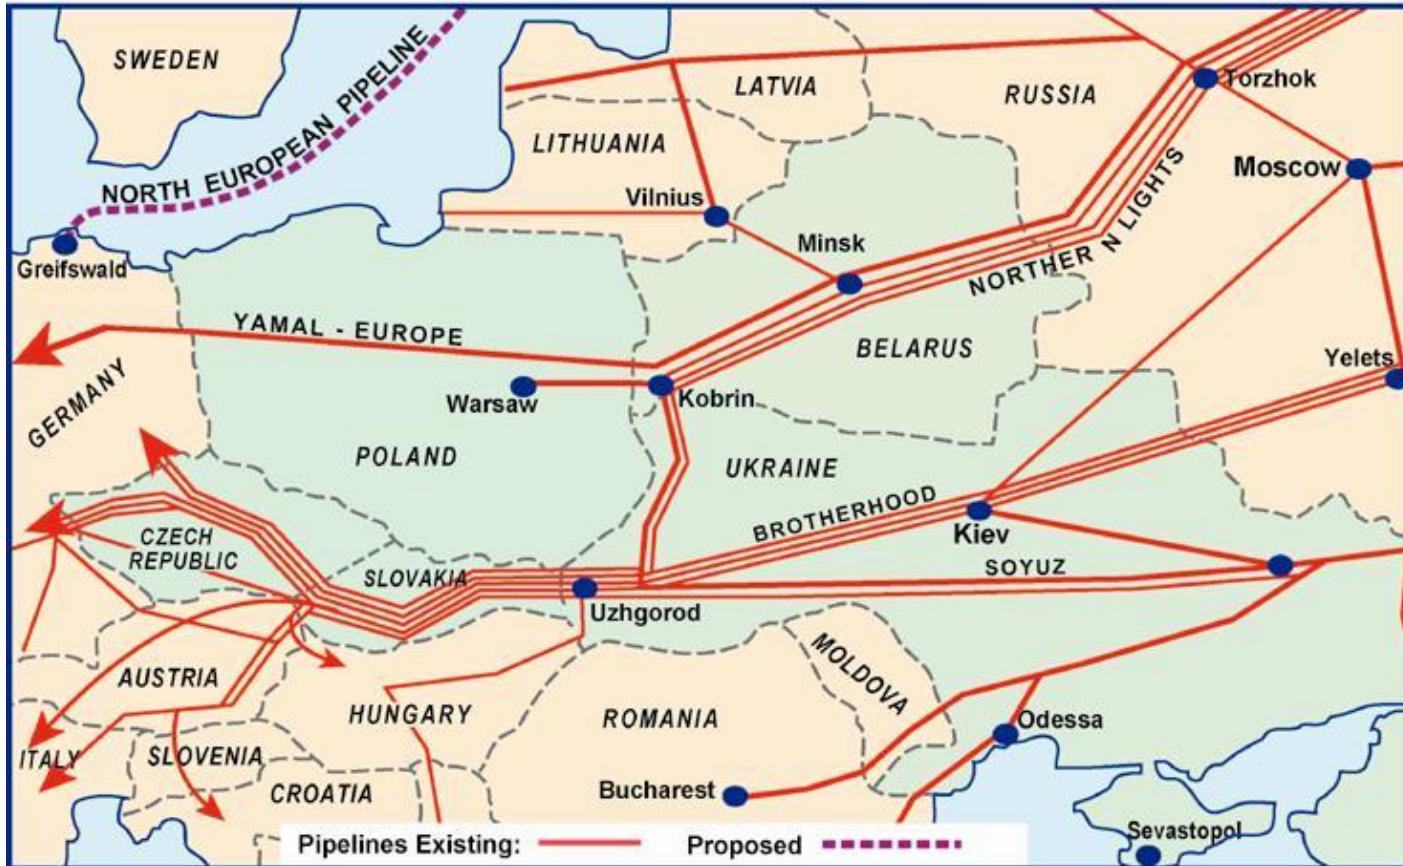 SWEDEN
NORTH EUROPEAN PIPELINE
LATVIA
RUSSIA
Torzhok
LITHUANIA
Moscow
Vilnius
Minsk
NORTHER N LIGHTS
Greifswald
YAMAL - EUROPE
BELARUS
Yelets
GERMANY
Warsaw
Kobrin
POLAND
UKRAINE
BROTHERHOOD
Kiev
CZECH
REPUBLIC
SLOVAKIA
SOYUZ
Uzhgorod
AUSTRIA
MOLDOVA
HUNGARY
ROMANIA
Odessa
ITALY
SLOVENIA
CROATIA
Bucharest
Sevastopol
Pipelines Existing: Proposed